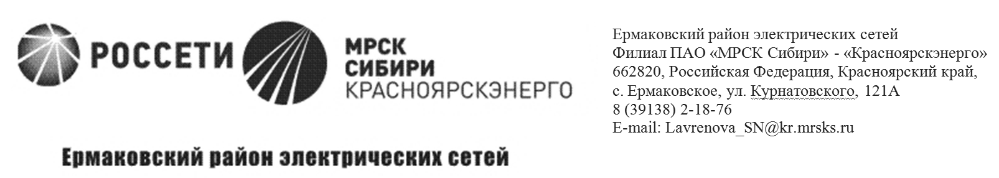 РОССЕТИ
МРСК
СИБИРИ
КРАСНОЯРСКЭНЕРГО
Ермаковский район электрических сетей
Ермаковский район электрических сетей
Филиал ПАО «МРСК Сибири» - «Красноярскэнерго»
662820, Российская Федерация, Красноярский край,
с. Ермаковское, ул. Курнатовского, 121А
8 (39138) 2-18-76
E-mail: Lavrenova_SN@kr.mrsks.ru